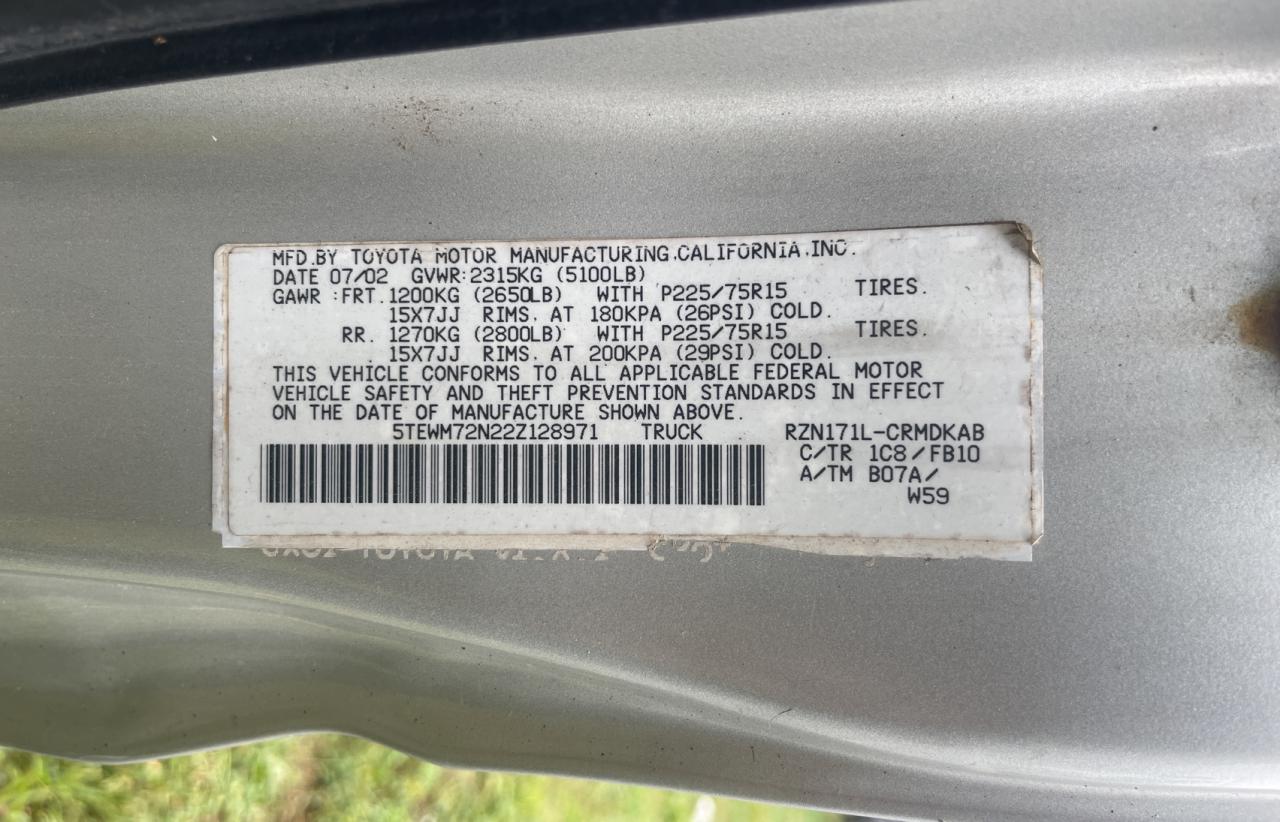 MFD.BY TOYOTA MOTOR MANUFACTURING.CALIFORNIA.INC.
DATE 07/02 GVWR:2315KG (5100LB)
GAWR :FRT. 1200KG (2650LB) WITH P225/75R15 TIRES.
15X7JJ RIMS. AT 180KPA (26PSI) COLD.
RR. 1270KG (2800LB) WITH P225/75R15 TIRES.
15X7JJ RIMS. AT 200KPA (29PSI) COLD.
THIS VEHICLE CONFORMS TO ALL APPLICABLE FEDERAL MOTOR
VEHICLE SAFETY AND THEFT PREVENTION STANDARDS IN EFFECT
ON THE DATE OF MANUFACTURE SHOWN ABOVE.
5TEWM72N22Z128971 TRUCK RZN171L-CRMDKAB
C/TR 1C8/FB10
A/TM B07A/
W59
TOYOTA